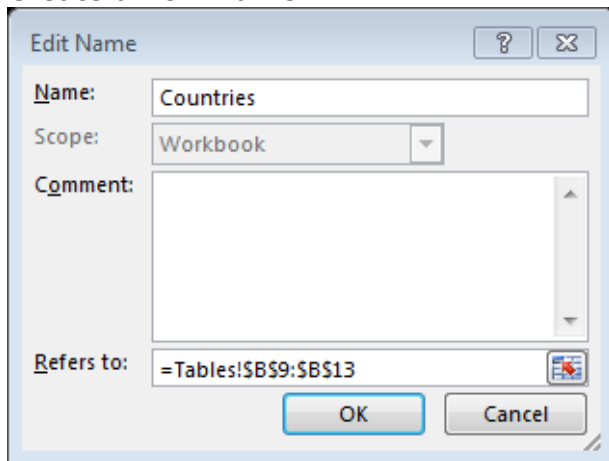 Edit Name
Name:
Countries
Scope:
Workbook
Comment:
Refers to:
=Tables!$B$9:$B$13
OK
Cancel